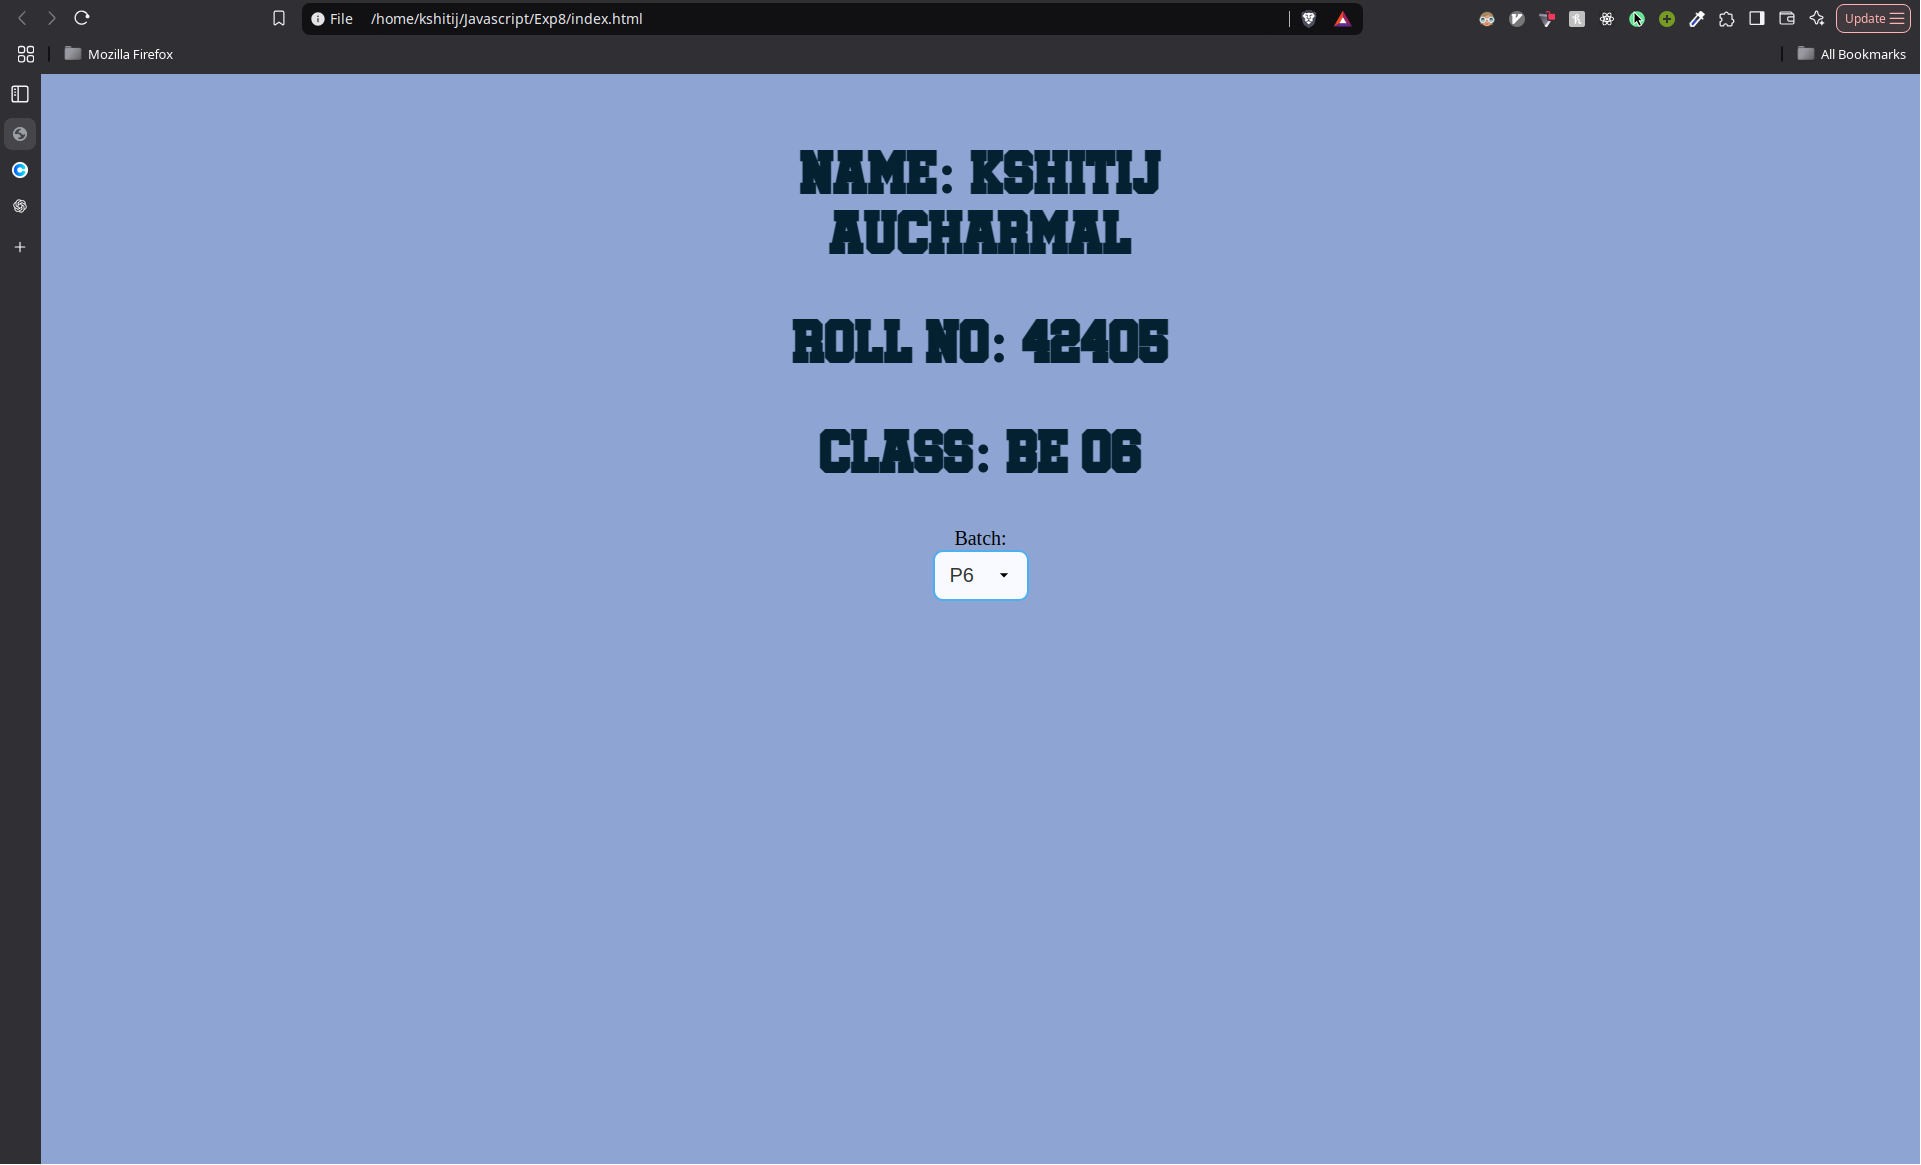 File /home/kshitij/Javascript/Exp8/index.html
Update
Mozilla Firefox
All Bookmarks
NAME: KSHITIJ
AUCHARMAL
ROLL NO: 42405
CLASS: BE 06
Batch:
P6